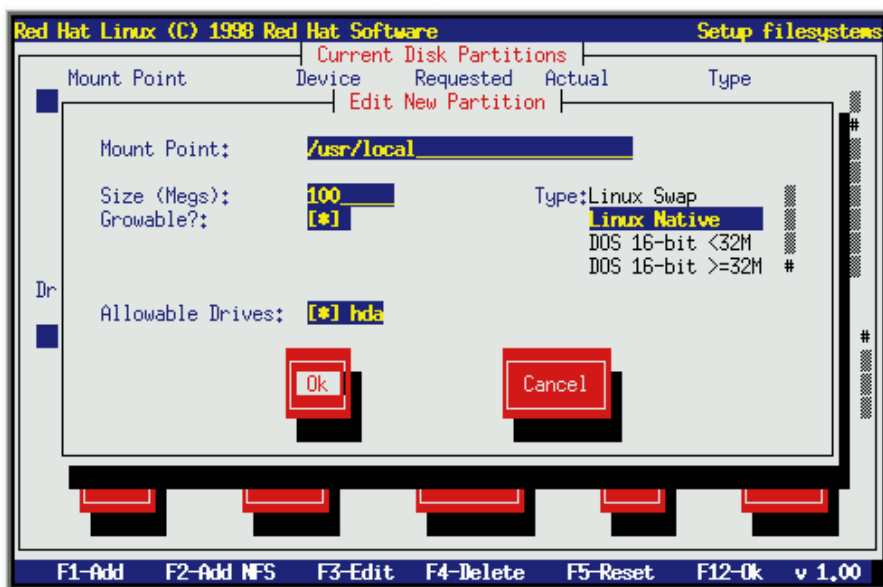 Red Hat Linux (C) 1998 Red Hat Software Setup filesystems
Current Disk Partitions
Mount Point Device Requested Actual Type
Edit New Partition
#
Mount Point: /usr/local_________________
Size (Megs): 100_____ Type:Linux Swap
Growable?: [*] Linux Native
DOS 16-bit <32M
DOS 16-bit >=32M #
Dr
Allowable Drives: [*] hda
#
Ok Cancel
F1-Add F2-Add NFS F3-Edit F4-Delete F5-Reset F12-Ok v 1.00